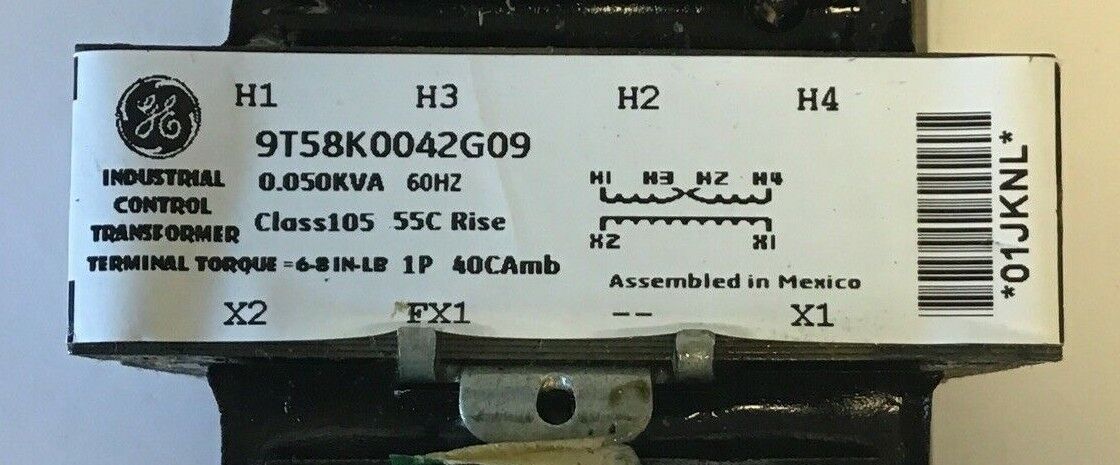 H1 H3 H2 H4
GE
9T58K0042G09
INDUSTRIAL
CONTROL
TRANSFORMER
0.050KVA 60HZ
Class105 55C Rise
TERMINAL TORQUE =6-8 IN-LB 1P 40CAmb
H1 H3 H2 H4
X2 X1
Assembled in Mexico
X2 FX1 -- X1
*01JKNL*